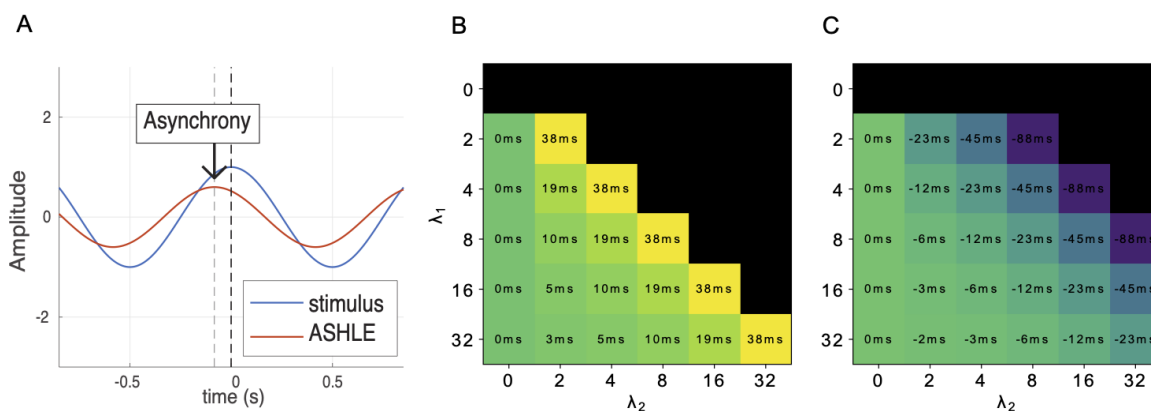 A
B
C
Asynchrony
2
0
-2
Amplitude
-0.5
0
0.5
time (s)
stimulus
ASHLE
λ1
0
2
0ms
38ms
4
0ms
19ms
38ms
8
0ms
10ms
19ms
38ms
16
0ms
5ms
10ms
19ms
38ms
32
0ms
3ms
5ms
10ms
19ms
38ms
0
2
4
8
16
32
λ2
0
2
0ms
-23ms
-45ms
-88ms
4
0ms
-12ms
-23ms
-45ms
-88ms
8
0ms
-6ms
-12ms
-23ms
-45ms
-88ms
16
0ms
-3ms
-6ms
-12ms
-23ms
-45ms
32
0ms
-2ms
-3ms
-6ms
-12ms
-23ms
0
2
4
8
16
32
λ2